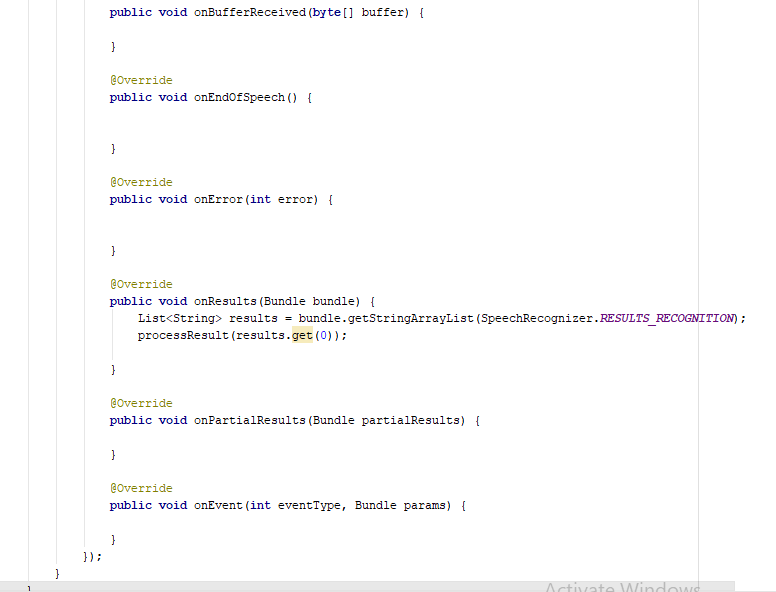 public void onBufferReceived(byte[] buffer) {
}
@Override
public void onEndOfSpeech() {
}
@Override
public void onError(int error) {
}
@Override
public void onResults(Bundle bundle) {
List<String> results = bundle.getStringArrayList(SpeechRecognizer.RESULTS_RECOGNITION);
processResult(results.get(0));
}
@Override
public void onPartialResults(Bundle partialResults) {
}
@Override
public void onEvent(int eventType, Bundle params) {
}
});
}
}
Activate Windows